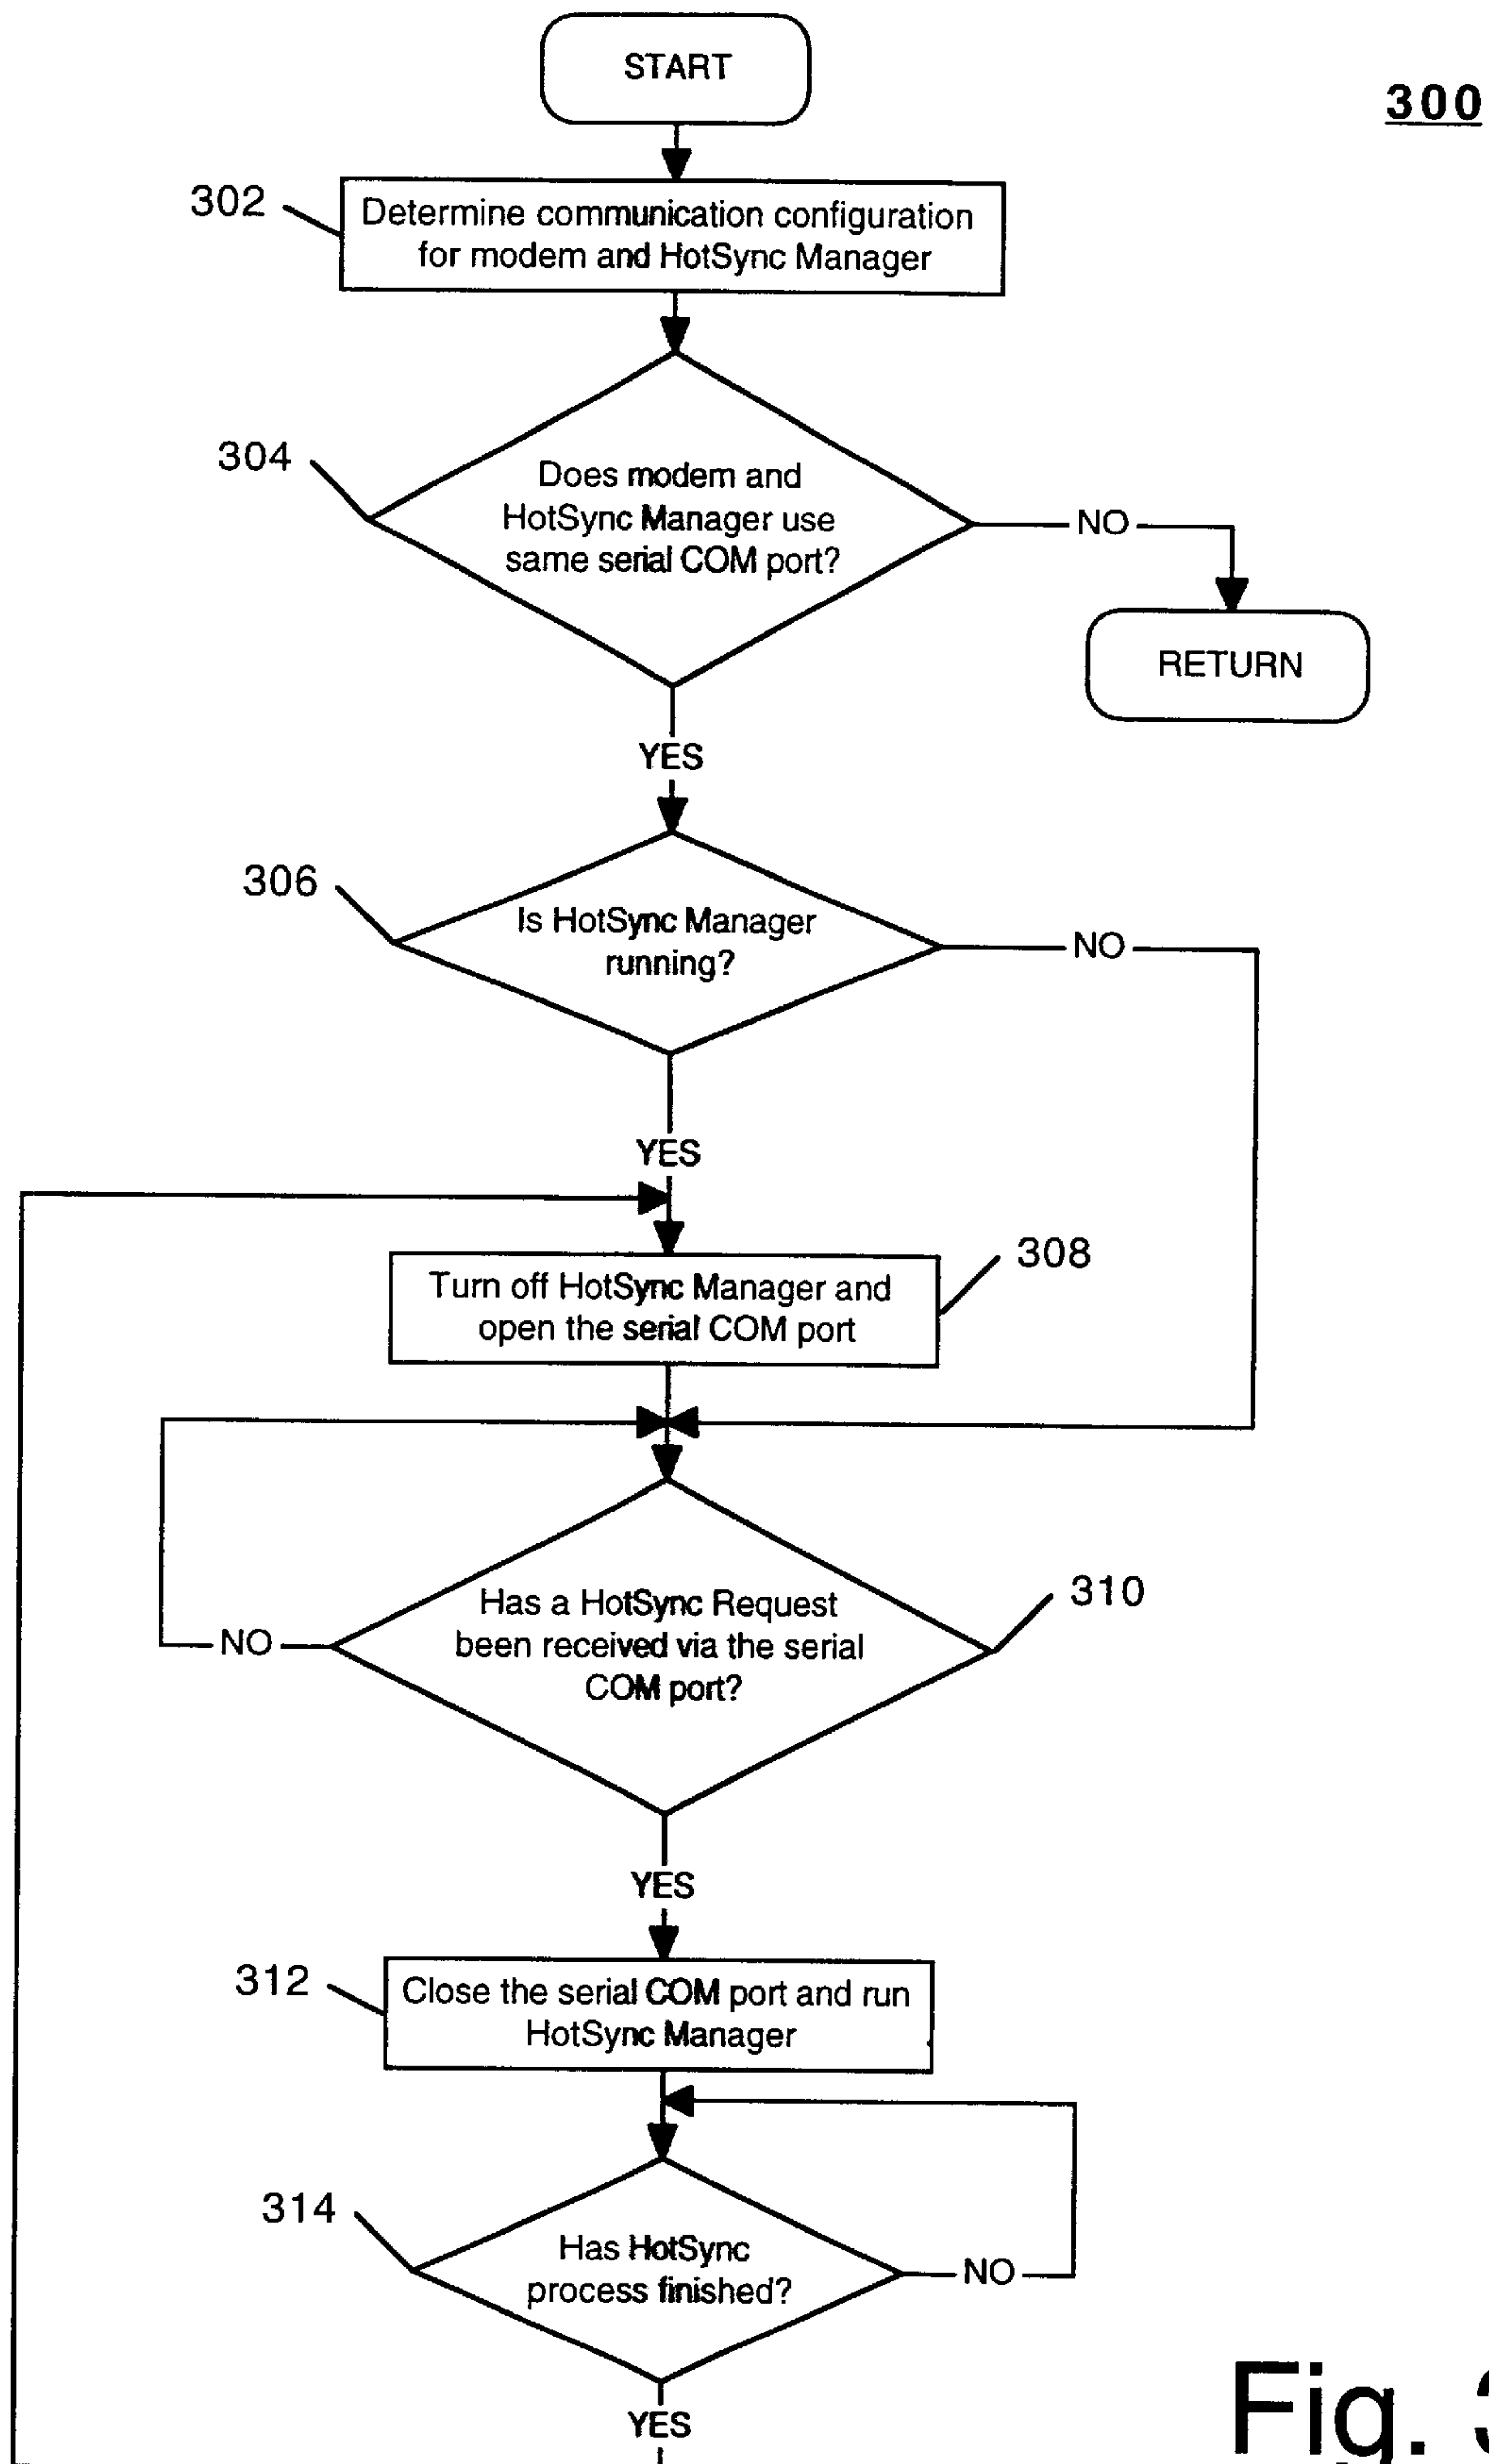 START
300
302
Determine communication configuration
for modem and HotSync Manager
304
Does modem and
HotSync Manager use
same serial COM port?
NO
RETURN
YES
306
Is HotSync Manager
running?
NO
YES
308
Turn off HotSync Manager and
open the serial COM port
310
Has a HotSync Request
been received via the serial
COM port?
NO
YES
312
Close the serial COM port and run
HotSync Manager
314
Has HotSync
process finished?
NO
YES
Fig. 3